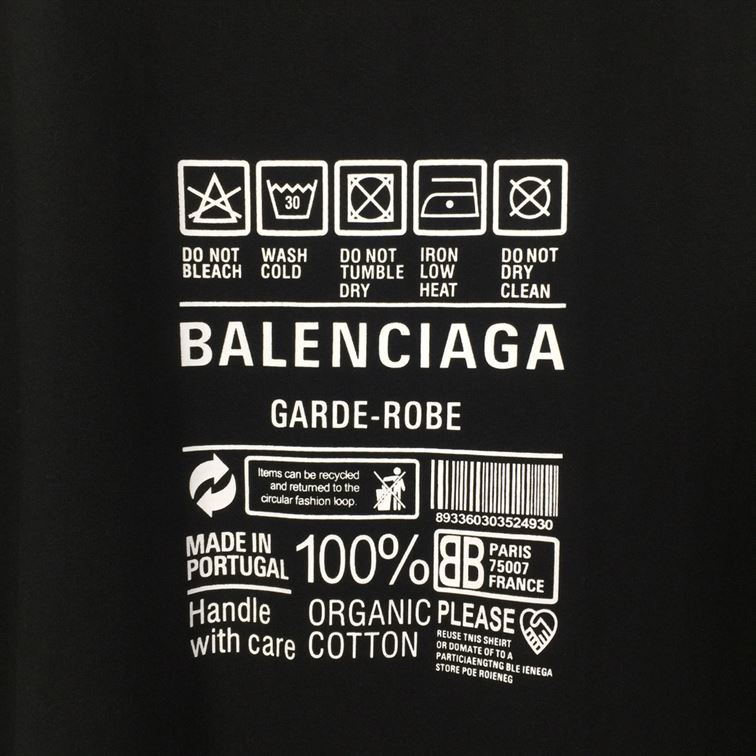 30
DO NOT
BLEACH
WASH
COLD
DO NOT
TUMBLE
DRY
IRON
LOW
HEAT
DO NOT
DRY
CLEAN
BALENCIAGA
GARDE-ROBE
Items can be recycled
and returned to the
circular fashion loop.
893360303524930
MADE IN
PORTUGAL
100%
BB
PARIS
75007
FRANCE
Handle
with care
ORGANIC
COTTON
PLEASE
REUSE THIS SHEIRT
OR DOMATE OF TO A
PARTICIAENGTNG BLE IENEGA
STORE POE ROIENEG